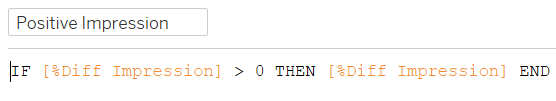 Positive Impression
IF [%Diff Impression] > 0 THEN [%Diff Impression] END